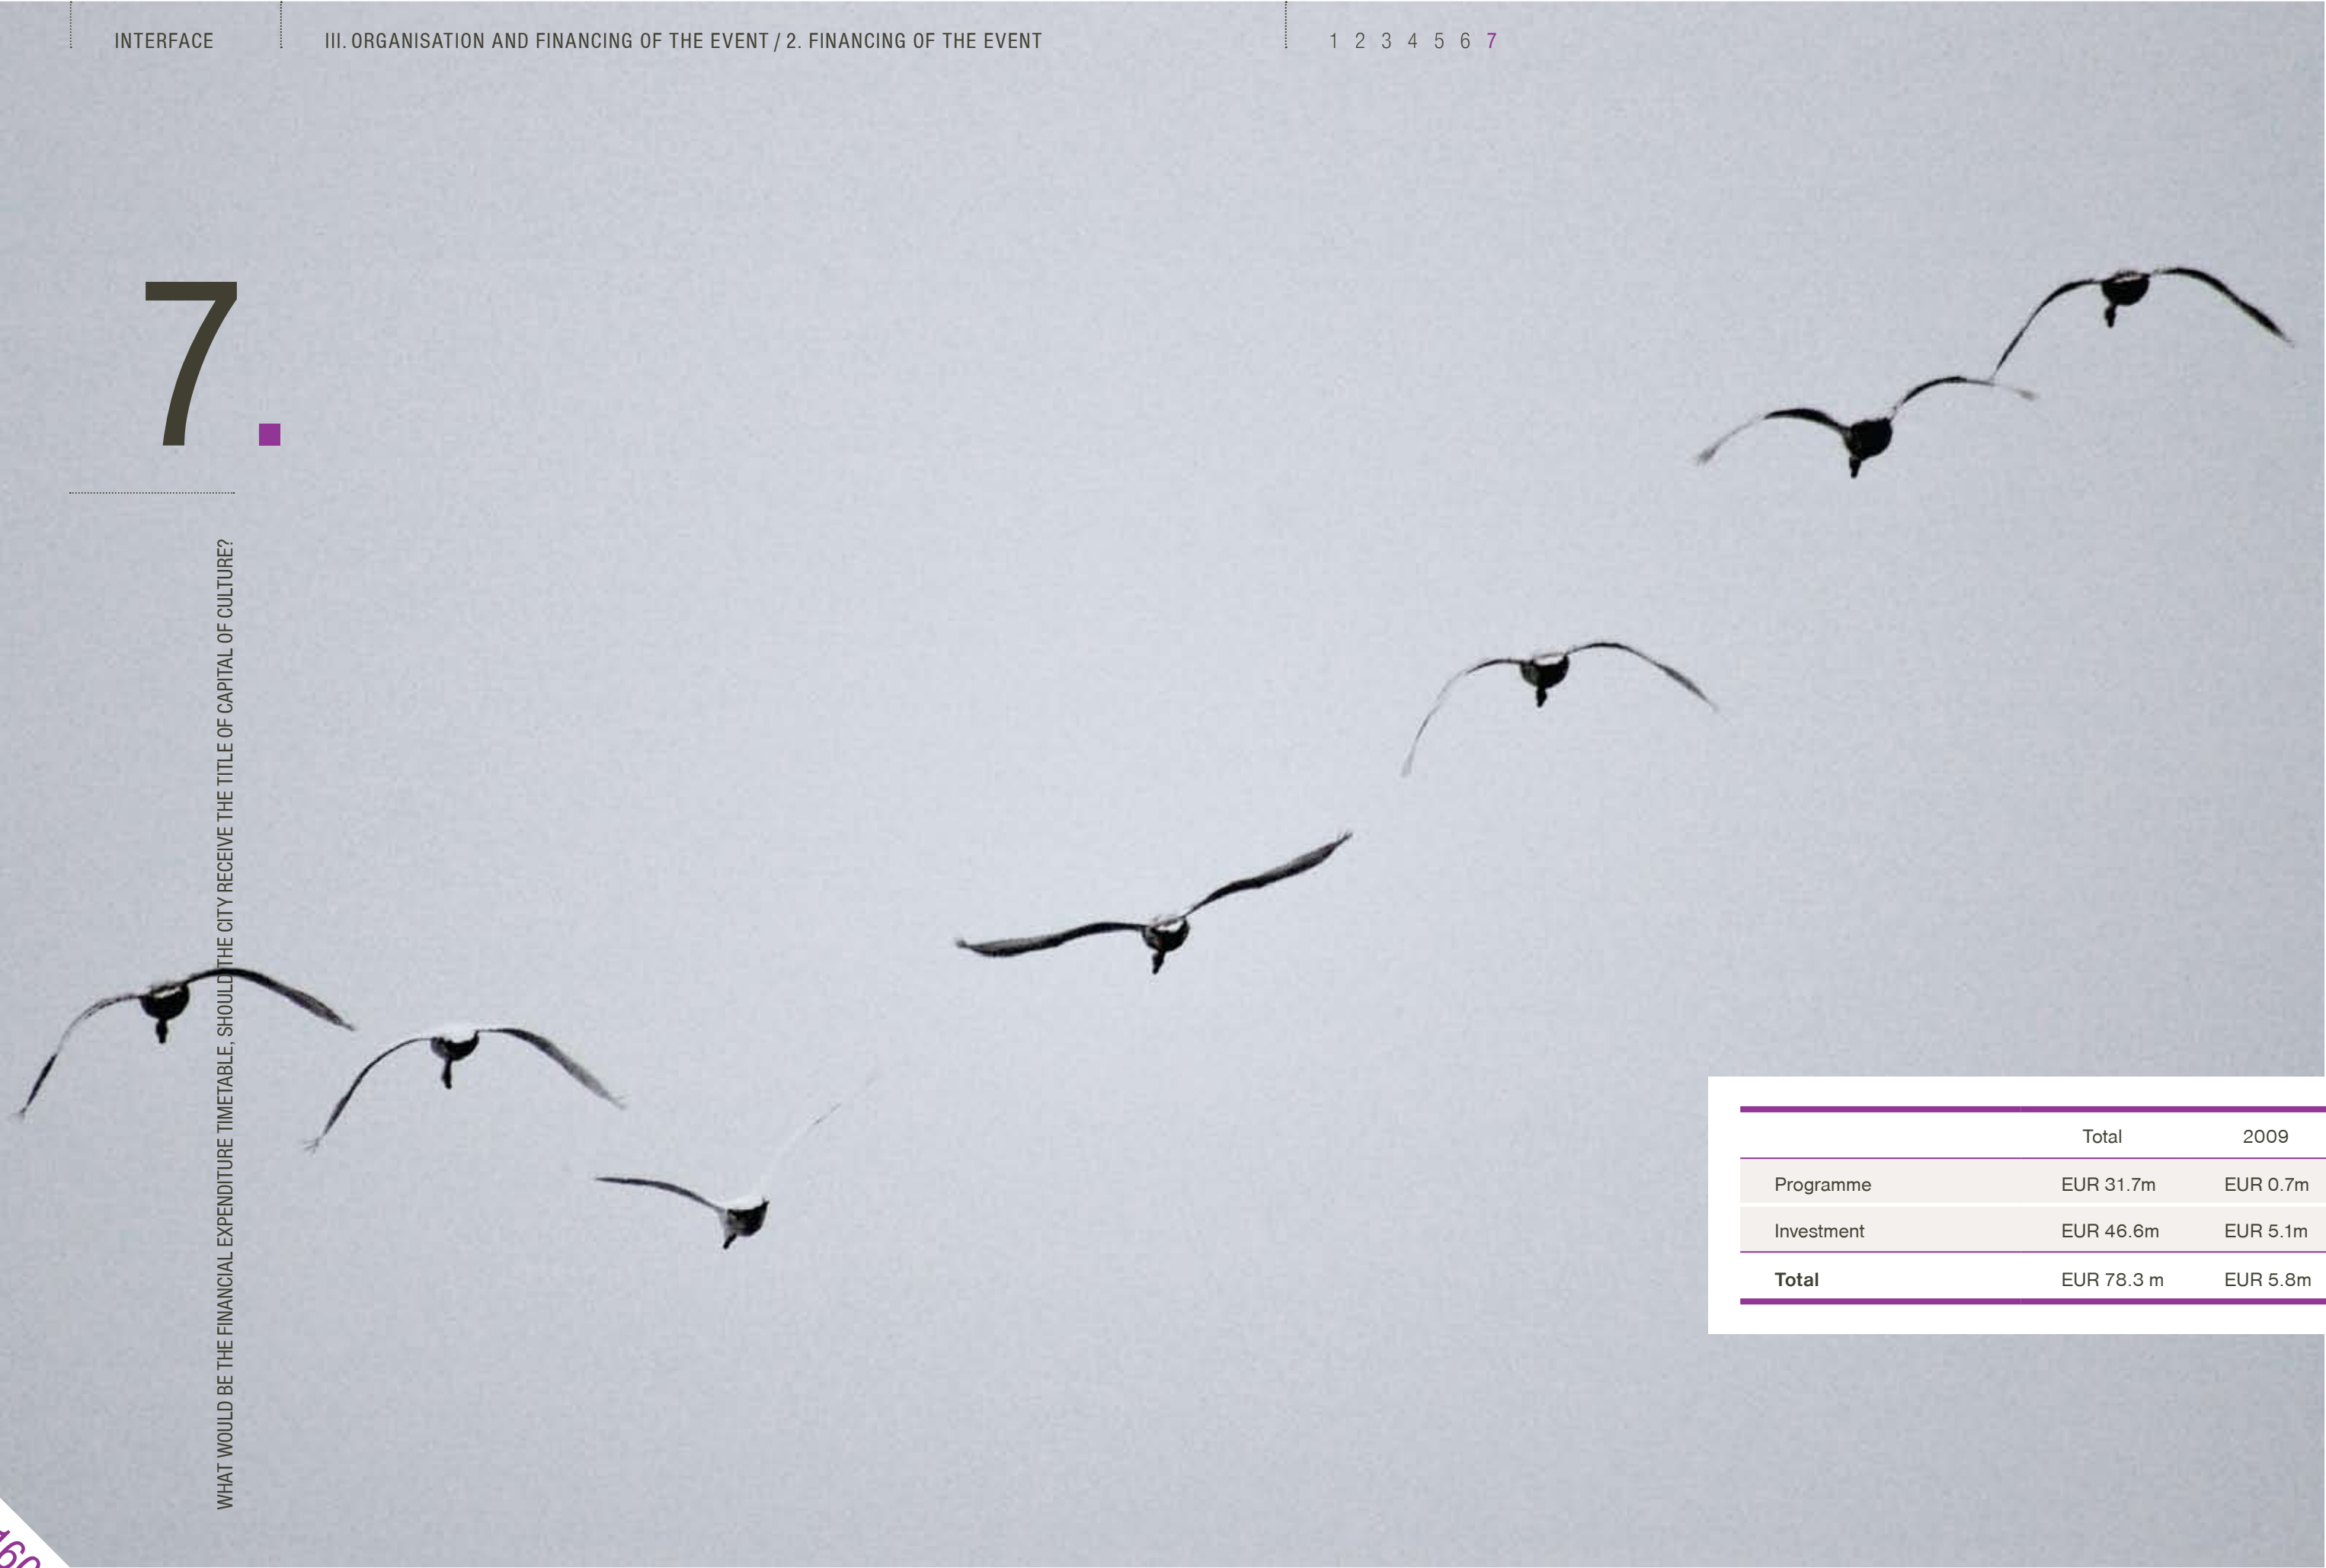 INTERFACE
III. ORGANISATION AND FINANCING OF THE EVENT / 2. FINANCING OF THE EVENT
1 2 3 4 5 6 7
7.
WHAT WOULD BE THE FINANCIAL EXPENDITURE TIMETABLE, SHOULD THE CITY RECEIVE THE TITLE OF CAPITAL OF CULTURE?
Total 2009
Programme EUR 31.7m EUR 0.7m
Investment EUR 46.6m EUR 5.1m
Total EUR 78.3 m EUR 5.8m